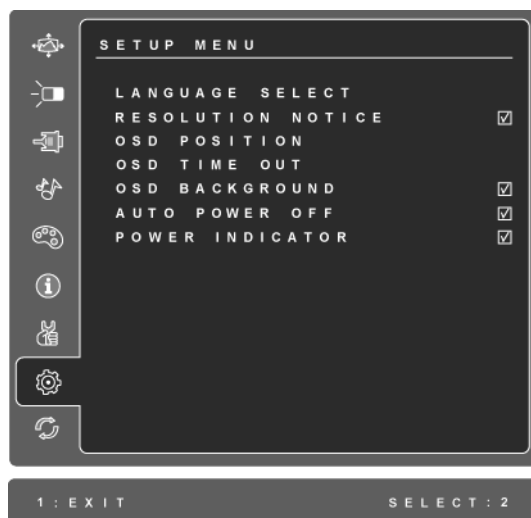 SETUP MENU
LANGUAGE SELECT
RESOLUTION NOTICE
OSD POSITION
OSD TIME OUT
OSD BACKGROUND
AUTO POWER OFF
POWER INDICATOR
1:EXIT SELECT:2